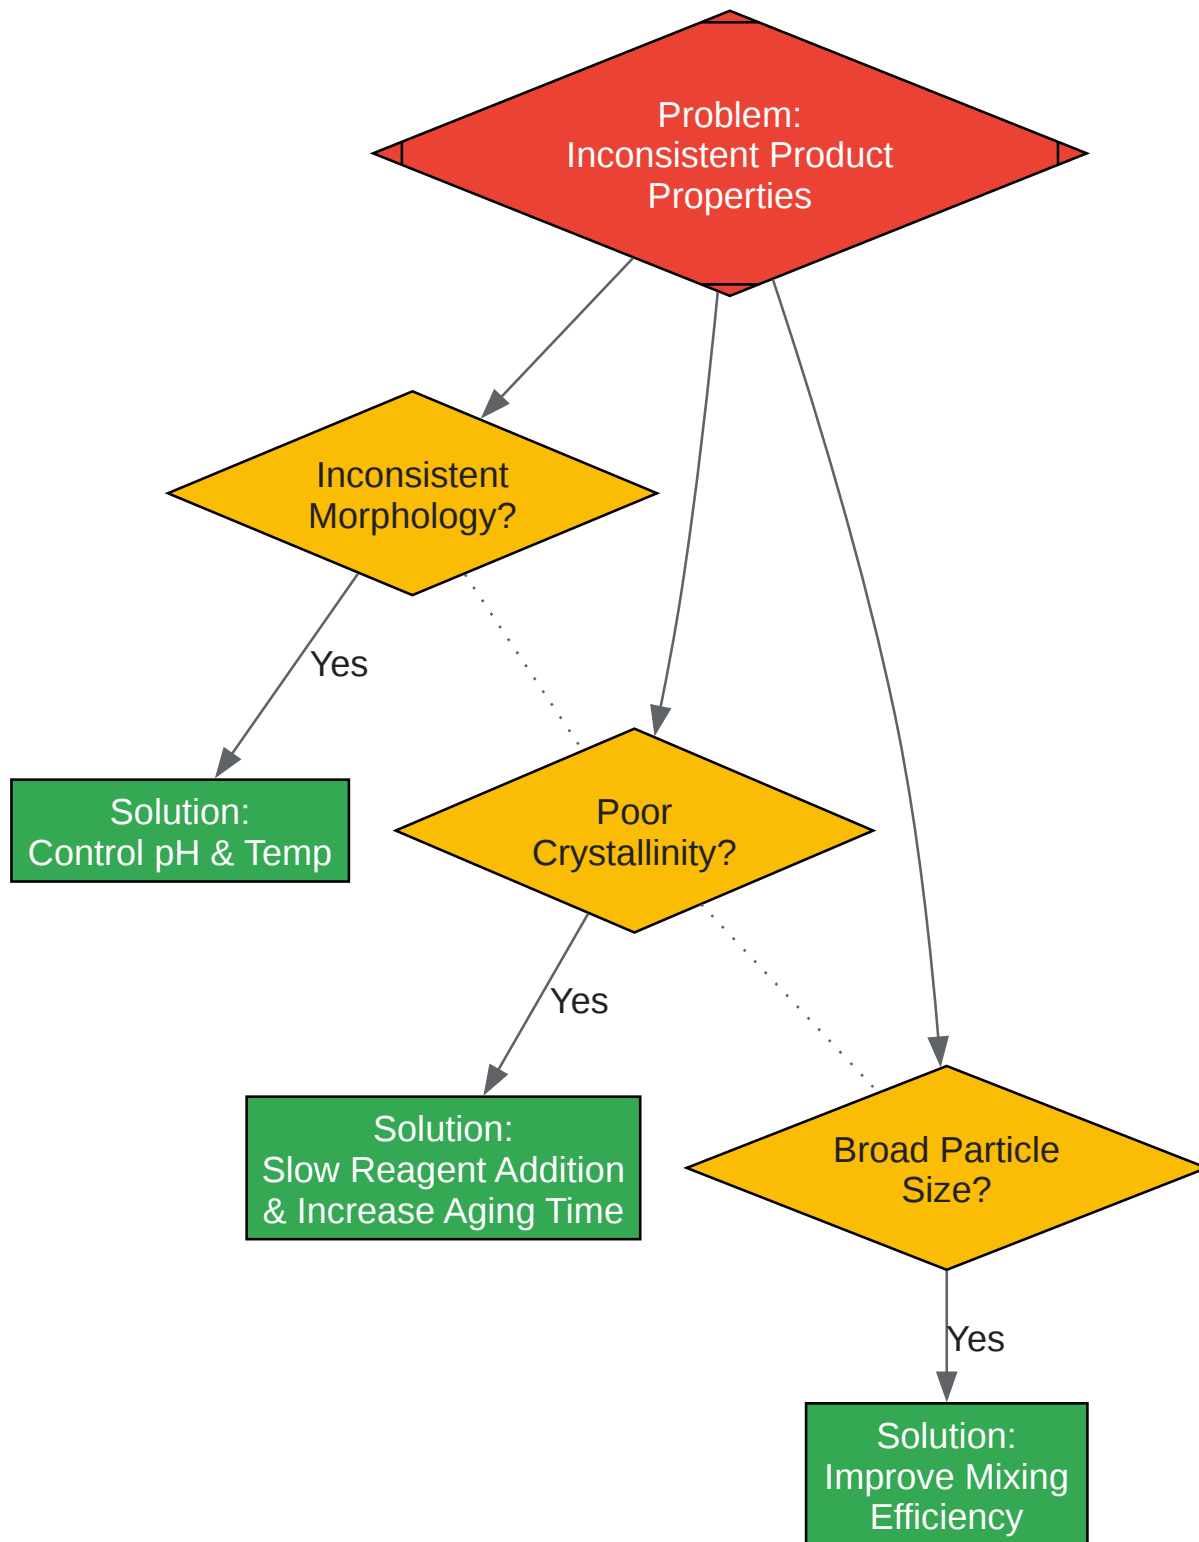 Problem:
Inconsistent Product
Properties
Inconsistent
Morphology?
Yes
Solution:
Control pH & Temp
Poor
Crystallinity?
Yes
Solution:
Slow Reagent Addition
& Increase Aging Time
Broad Particle
Size?
Yes
Solution:
Improve Mixing
Efficiency